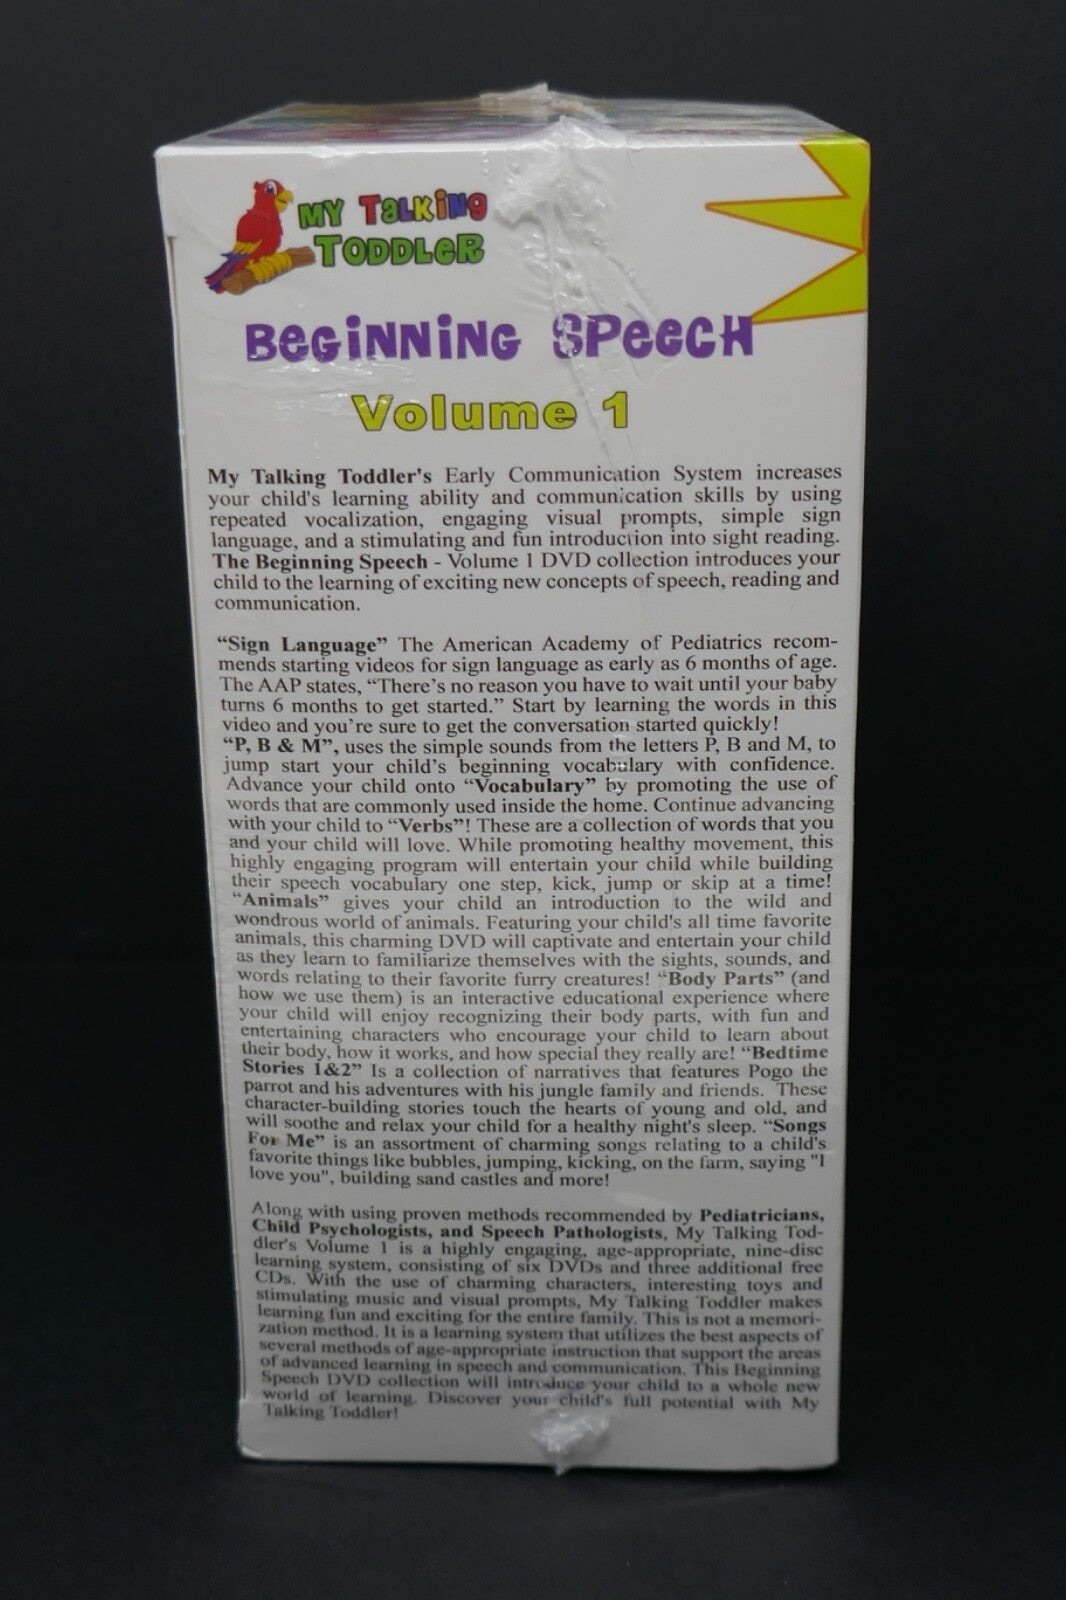 MY TALKING
TODDLER
BEGINNING SPEECH
Volume 1
My Talking Toddler's Early Communication System increases
your child's learning ability and communication skills by using
repeated vocalization, engaging visual prompts, simple sign
language, and a stimulating and fun introduction into sight reading.
The Beginning Speech - Volume 1 DVD collection introduces your
child to the learning of exciting new concepts of speech, reading and
communication.
“Sign Language” The American Academy of Pediatrics recom-
mends starting videos for sign language as early as 6 months of age.
The AAP states, “There’s no reason you have to wait until your baby
turns 6 months to get started.” Start by learning the words in this
video and you’re sure to get the conversation started quickly!
“P, B & M”, uses the simple sounds from the letters P, B and M, to
jump start your child’s beginning vocabulary with confidence.
Advance your child onto “Vocabulary” by promoting the use of
words that are commonly used inside the home. Continue advancing
with your child to “Verbs”! These are a collection of words that you
and your child will love. While promoting healthy movement, this
highly engaging program will entertain your child while building
their speech vocabulary one step, kick, jump or skip at a time!
“Animals” gives your child an introduction to the wild and
wondrous world of animals. Featuring your child's all time favorite
animals, this charming DVD will captivate and entertain your child
as they learn to familiarize themselves with the sights, sounds, and
words relating to their favorite furry creatures! “Body Parts” (and
how we use them) is an interactive educational experience where
your child will enjoy recognizing their body parts, with fun and
entertaining characters who encourage your child to learn about
their body, how it works, and how special they really are! “Bedtime
Stories 1&2” Is a collection of narratives that features Pogo the
parrot and his adventures with his jungle family and friends. These
character-building stories touch the hearts of young and old, and
will soothe and relax your child for a healthy night's sleep. “Songs
For Me” is an assortment of charming songs relating to a child's
favorite things like bubbles, jumping, kicking, on the farm, saying "I
love you", building sand castles and more!
Along with using proven methods recommended by Pediatricians,
Child Psychologists, and Speech Pathologists, My Talking Tod-
dler's Volume 1 is a highly engaging, age-appropriate, nine-disc
learning system, consisting of six DVDs and three additional free
CDs. With the use of charming characters, interesting toys and
stimulating music and visual prompts, My Talking Toddler makes
learning fun and exciting for the entire family. This is not a memori-
zation method. It is a learning system that utilizes the best aspects of
several methods of age-appropriate instruction that support the areas
of advanced learning in speech and communication. This Beginning
Speech DVD collection will introduce your child to a whole new
world of learning. Discover your child's full potential with My
Talking Toddler!